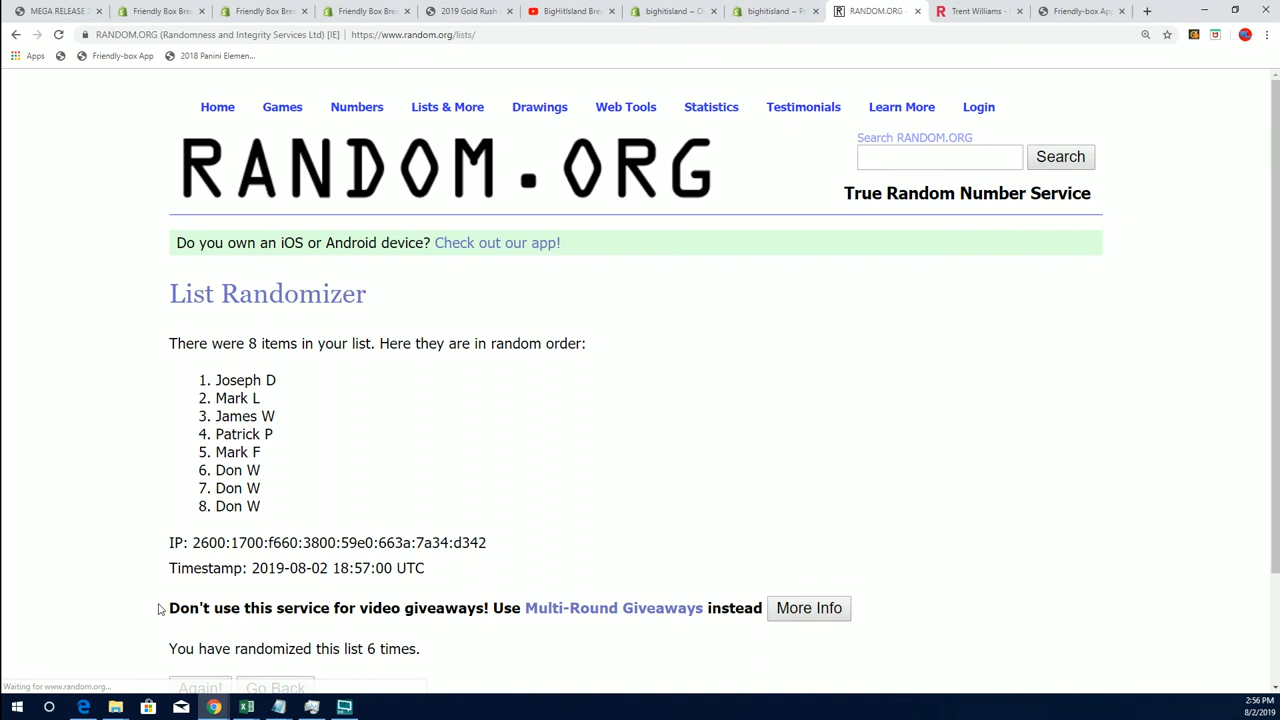 MEGA RELEASE
Friendly Box Brea
Friendly Box Brea
Friendly Box Brea
2019 Gold Rush
BigHitIsland Brea
bighitisland ~ O
bighitisland ~ P
RANDOM.ORG -
Trent Williams -
Friendly-box App
RANDOM.ORG (Randomness and Integrity Services Ltd) [IE] | https://www.random.org/lists/
Apps
Friendly-box App
2018 Panini Elemen...
Home Games Numbers Lists & More Drawings Web Tools Statistics Testimonials Learn More Login
RANDOM.ORG
Search RANDOM.ORG
Search
True Random Number Service
Do you own an iOS or Android device? Check out our app!
List Randomizer
There were 8 items in your list. Here they are in random order:
1. Joseph D
2. Mark L
3. James W
4. Patrick P
5. Mark F
6. Don W
7. Don W
8. Don W
IP: 2600:1700:f660:3800:59e0:663a:7a34:d342
Timestamp: 2019-08-02 18:57:00 UTC
Don't use this service for video giveaways! Use Multi-Round Giveaways instead More Info
You have randomized this list 6 times.
Again! Go Back
Waiting for www.random.org...
2:56 PM
8/2/2019